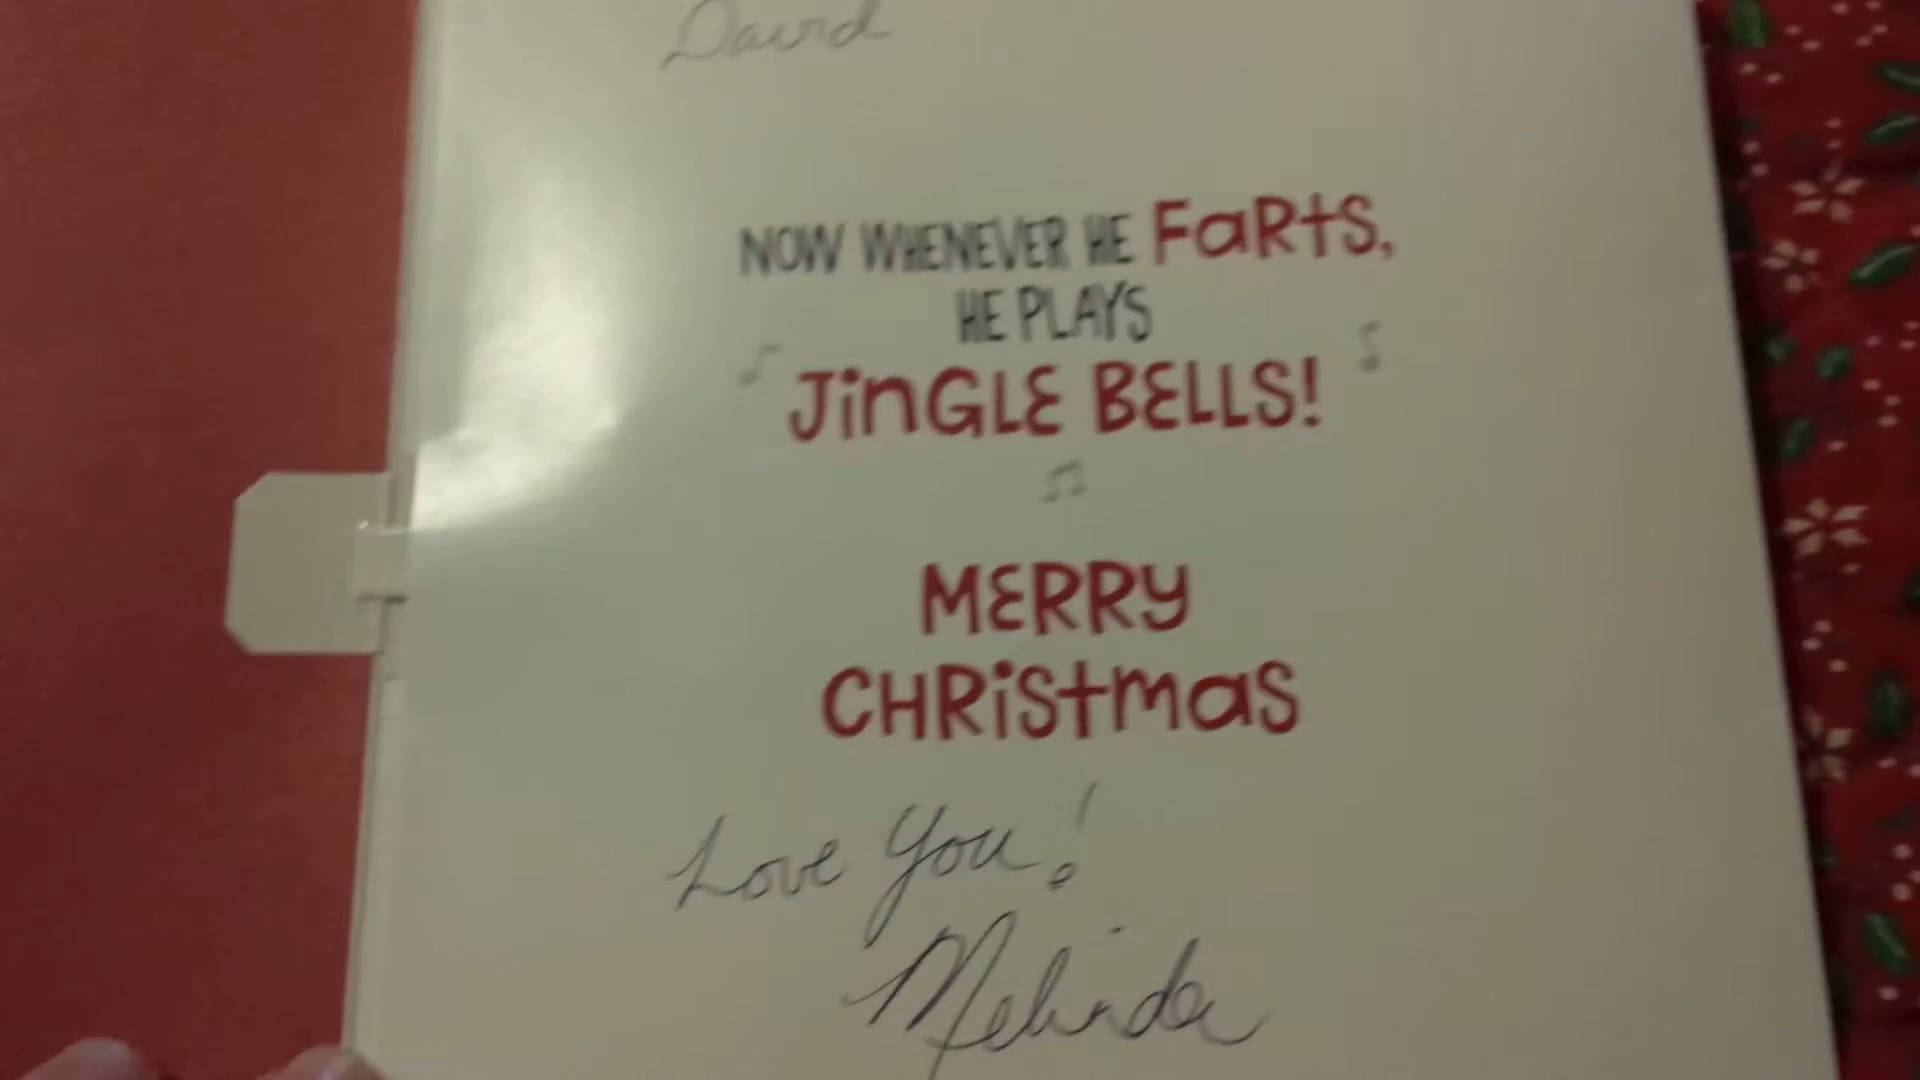 David
NOW WHENEVER HE FaRtS,
HE PLAYS
JiNGLE BELLS!
MERRY
CHRiStmaS
Love You!
Melinda